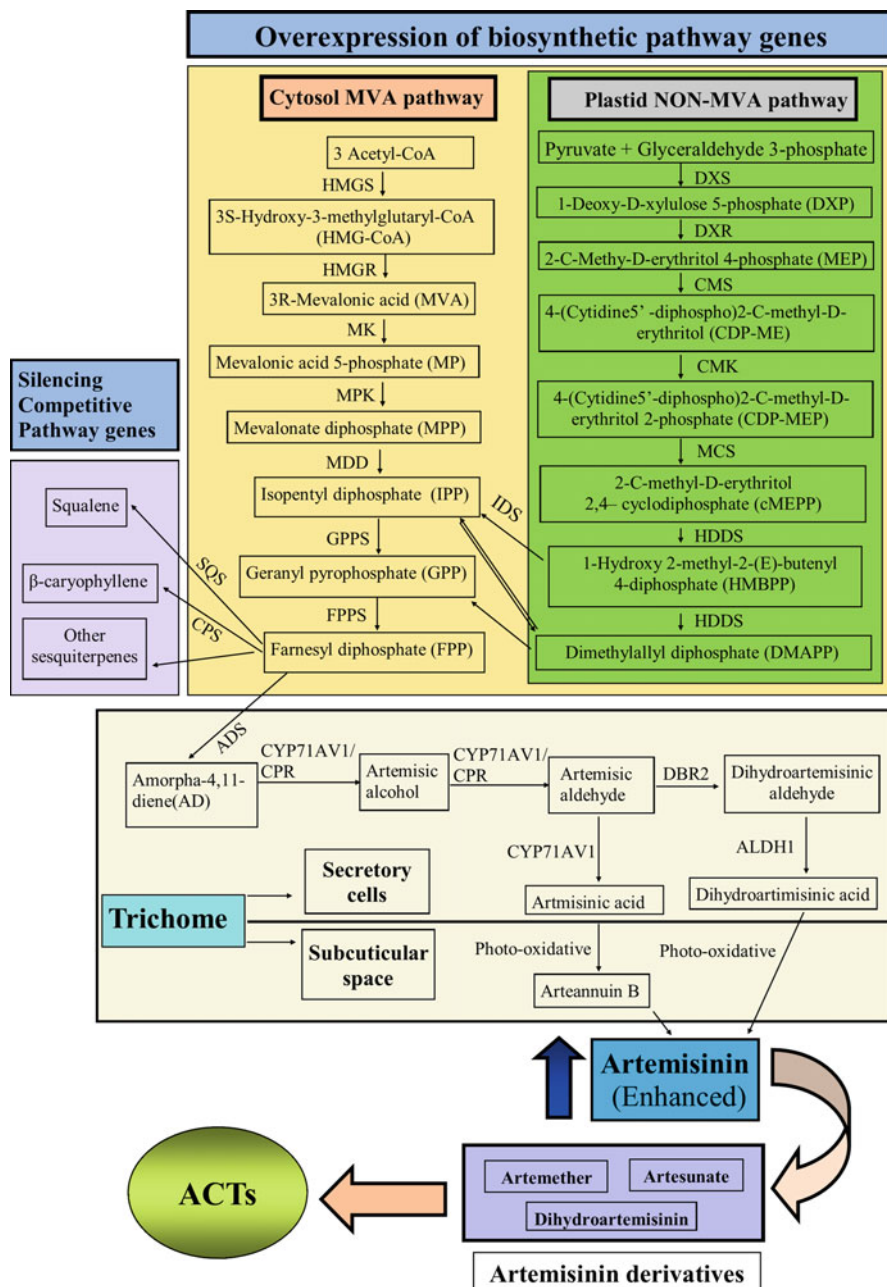 Overexpression of biosynthetic pathway genes
Cytosol MVA pathway
3 Acetyl-CoA
HMGS
3S-Hydroxy-3-methylglutaryl-CoA
(HMG-CoA)
HMGR
3R-Mevalonic acid (MVA)
MK
Mevalonic acid 5-phosphate (MP)
MPK
Mevalonate diphosphate (MPP)
MDD
Isopentyl diphosphate (IPP)
GPPS
Geranyl pyrophosphate (GPP)
FPPS
Farnesyl diphosphate (FPP)
Plastid NON-MVA pathway
Pyruvate + Glyceraldehyde 3-phosphate
DXS
1-Deoxy-D-xylulose 5-phosphate (DXP)
DXR
2-C-Methy-D-erythritol 4-phosphate (MEP)
CMS
4-(Cytidine5’ -diphospho)2-C-methyl-D-
erythritol (CDP-ME)
CMK
4-(Cytidine5’-diphospho)2-C-methyl-D-
erythritol 2-phosphate (CDP-MEP)
MCS
2-C-methyl-D-erythritol
2,4– cyclodiphosphate (cMEPP)
HDDS
1-Hydroxy 2-methyl-2-(E)-butenyl
4-diphosphate (HMBPP)
HDDS
Dimethylallyl diphosphate (DMAPP)
IDS
Silencing
Competitive
Pathway genes
Squalene
β-caryophyllene
Other
sesquiterpenes
SQS
CPS
ADS
Amorpha-4,11-
diene(AD)
CYP71AV1/
CPR
Artemisic
alcohol
CYP71AV1/
CPR
Artemisic
aldehyde
DBR2
Dihydroartemisinic
aldehyde
CYP71AV1
ALDH1
Artmisinic acid
Dihydroartimisinic acid
Trichome
Secretory
cells
Subcuticular
space
Photo-oxidative
Photo-oxidative
Arteannuin B
Artemisinin
(Enhanced)
Artemether
Artesunate
Dihydroartemisinin
ACTs
Artemisinin derivatives